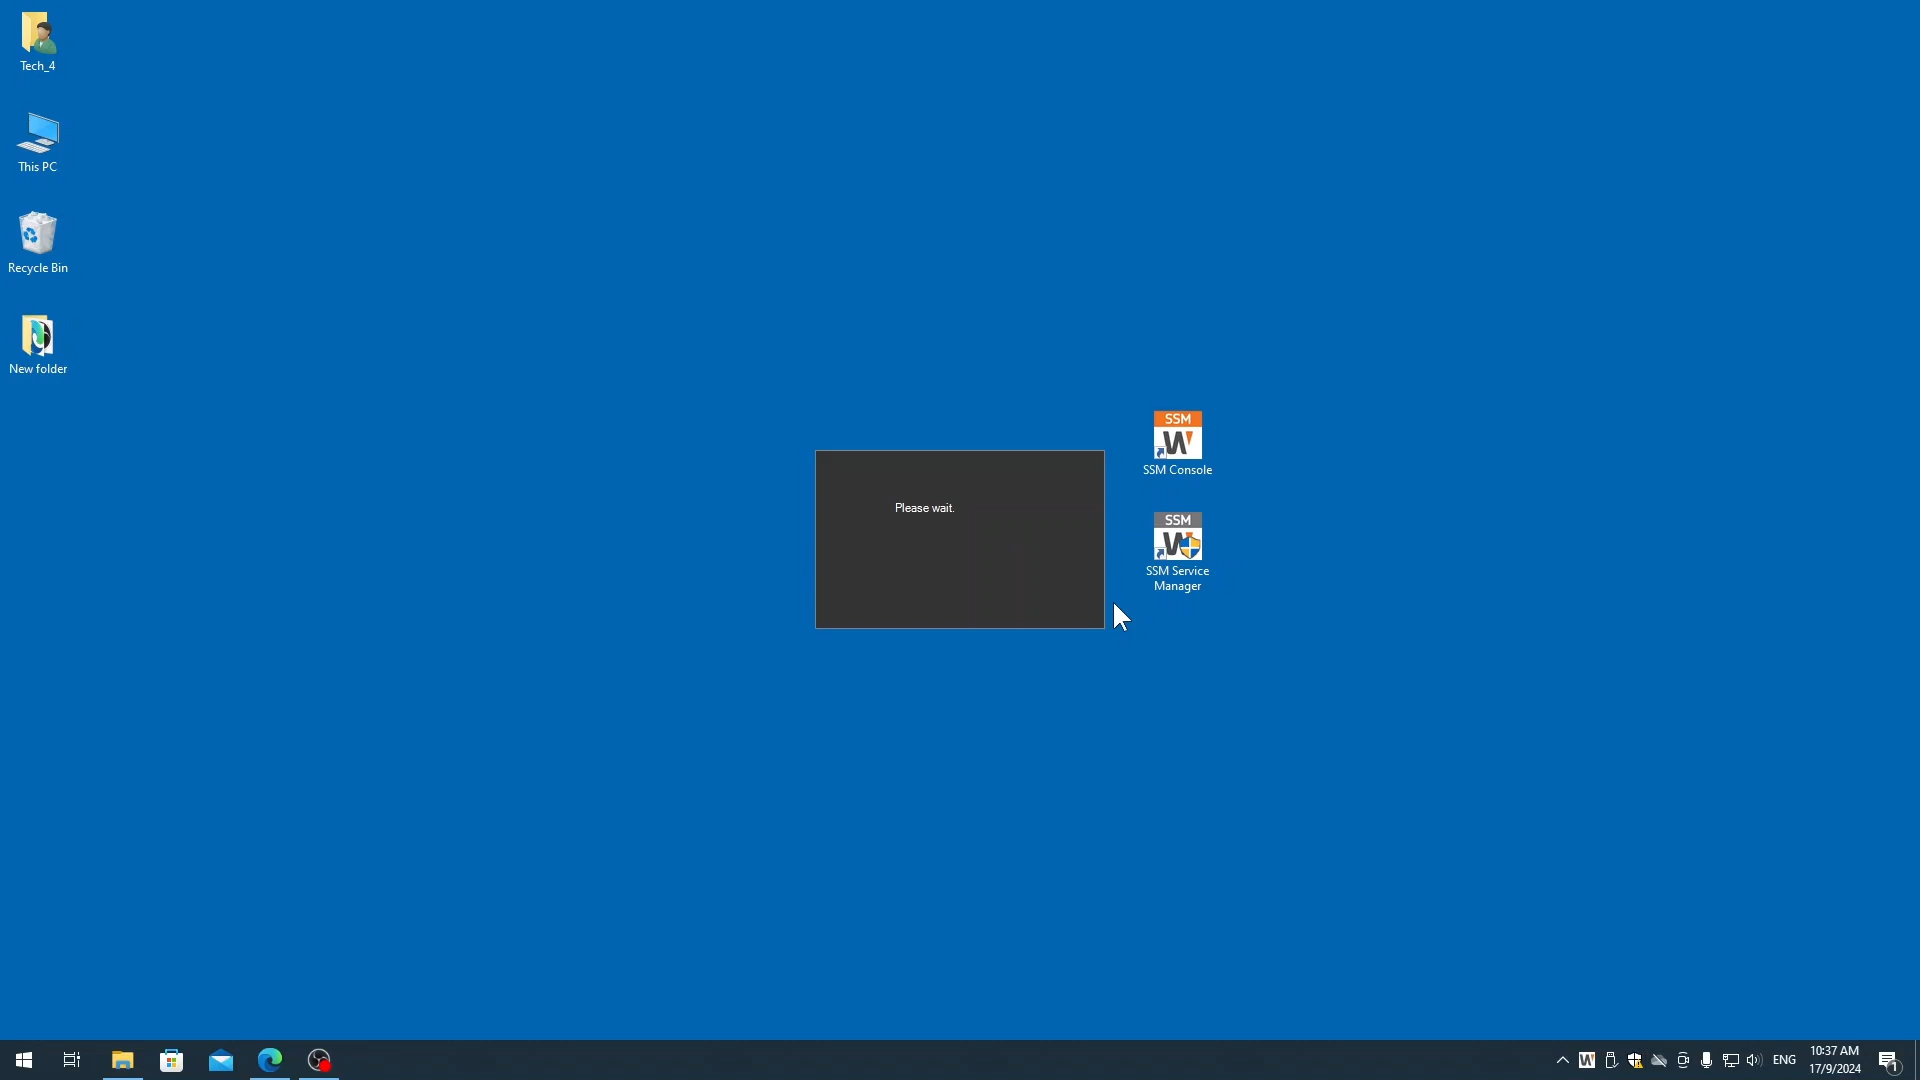 Tech_4
This PC
Recycle Bin
New folder
Please wait.
SSM
W
SSM Console
SSM
W
SSM Service
Manager
W
ENG
10:37 AM
17/9/2024
1